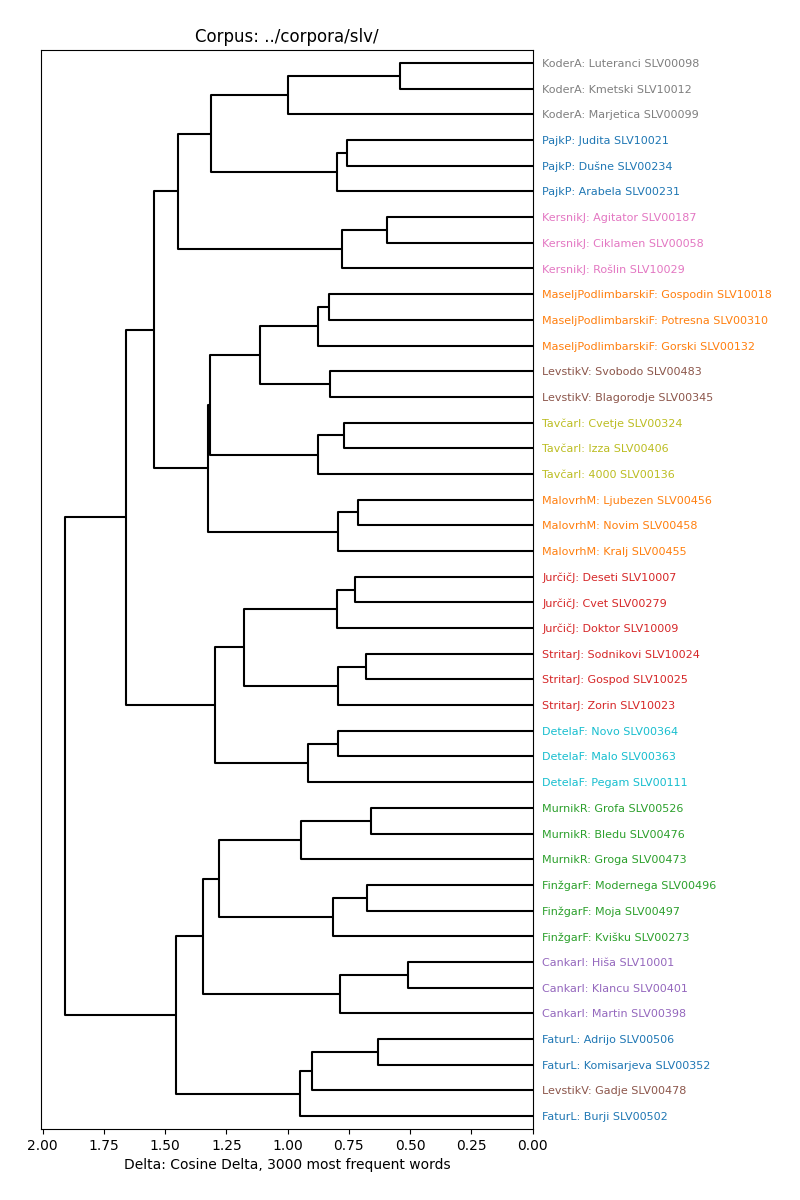 Corpus: ../corpora/slv/
KoderA: Luteranci SLV00098
KoderA: Kmetski SLV10012
KoderA: Marjetica SLV00099
PajkP: Judita SLV10021
PajkP: Dušne SLV00234
PajkP: Arabela SLV00231
KersnikJ: Agitator SLV00187
KersnikJ: Ciklamen SLV00058
KersnikJ: Rošlin SLV10029
MaseljPodlimbarskiF: Gospodin SLV10018
MaseljPodlimbarskiF: Potresna SLV00310
MaseljPodlimbarskiF: Gorski SLV00132
LevstikV: Svobodo SLV00483
LevstikV: Blagorodje SLV00345
TavčarI: Cvetje SLV00324
TavčarI: Izza SLV00406
TavčarI: 4000 SLV00136
MalovrhM: Ljubezen SLV00456
MalovrhM: Novim SLV00458
MalovrhM: Kralj SLV00455
JurčičJ: Deseti SLV10007
JurčičJ: Cvet SLV00279
JurčičJ: Doktor SLV10009
StritarJ: Sodnikovi SLV10024
StritarJ: Gospod SLV10025
StritarJ: Zorin SLV10023
DetelaF: Novo SLV00364
DetelaF: Malo SLV00363
DetelaF: Pegam SLV00111
MurnikR: Grofa SLV00526
MurnikR: Bledu SLV00476
MurnikR: Groga SLV00473
FinžgarF: Modernega SLV00496
FinžgarF: Moja SLV00497
FinžgarF: Kvišku SLV00273
CankarI: Hiša SLV10001
CankarI: Klancu SLV00401
CankarI: Martin SLV00398
FaturL: Adrijo SLV00506
FaturL: Komisarjeva SLV00352
LevstikV: Gadje SLV00478
FaturL: Burji SLV00502
2.00 1.75 1.50 1.25 1.00 0.75 0.50 0.25 0.00
Delta: Cosine Delta, 3000 most frequent words